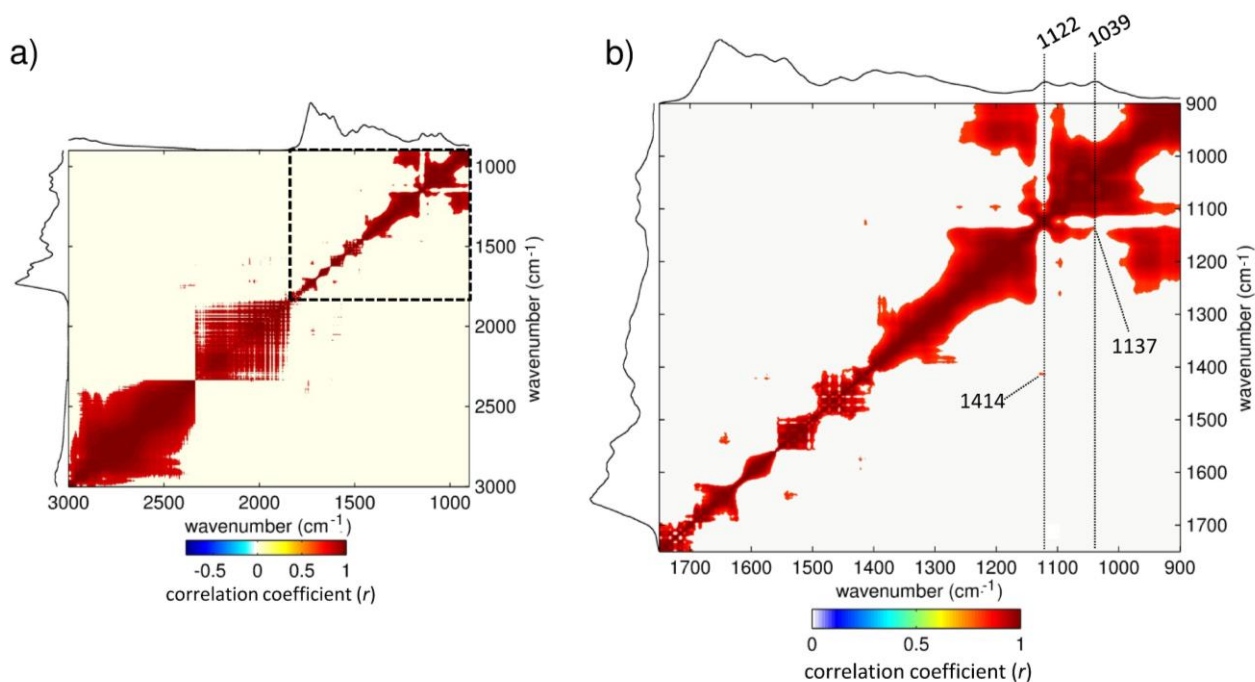 a)
1000
1500
2000
2500
3000
wavenumber (cm-1)
3000 2500 2000 1500 1000
wavenumber (cm-1)
-0.5 0 0.5 1
correlation coefficient (r)
b)
1122 1039
900
1000
1100
1200
1300
1400
1500
1600
1700
wavenumber (cm-1)
1137
1414
1700 1600 1500 1400 1300 1200 1100 1000 900
wavenumber (cm-1)
0 0.5 1
correlation coefficient (r)